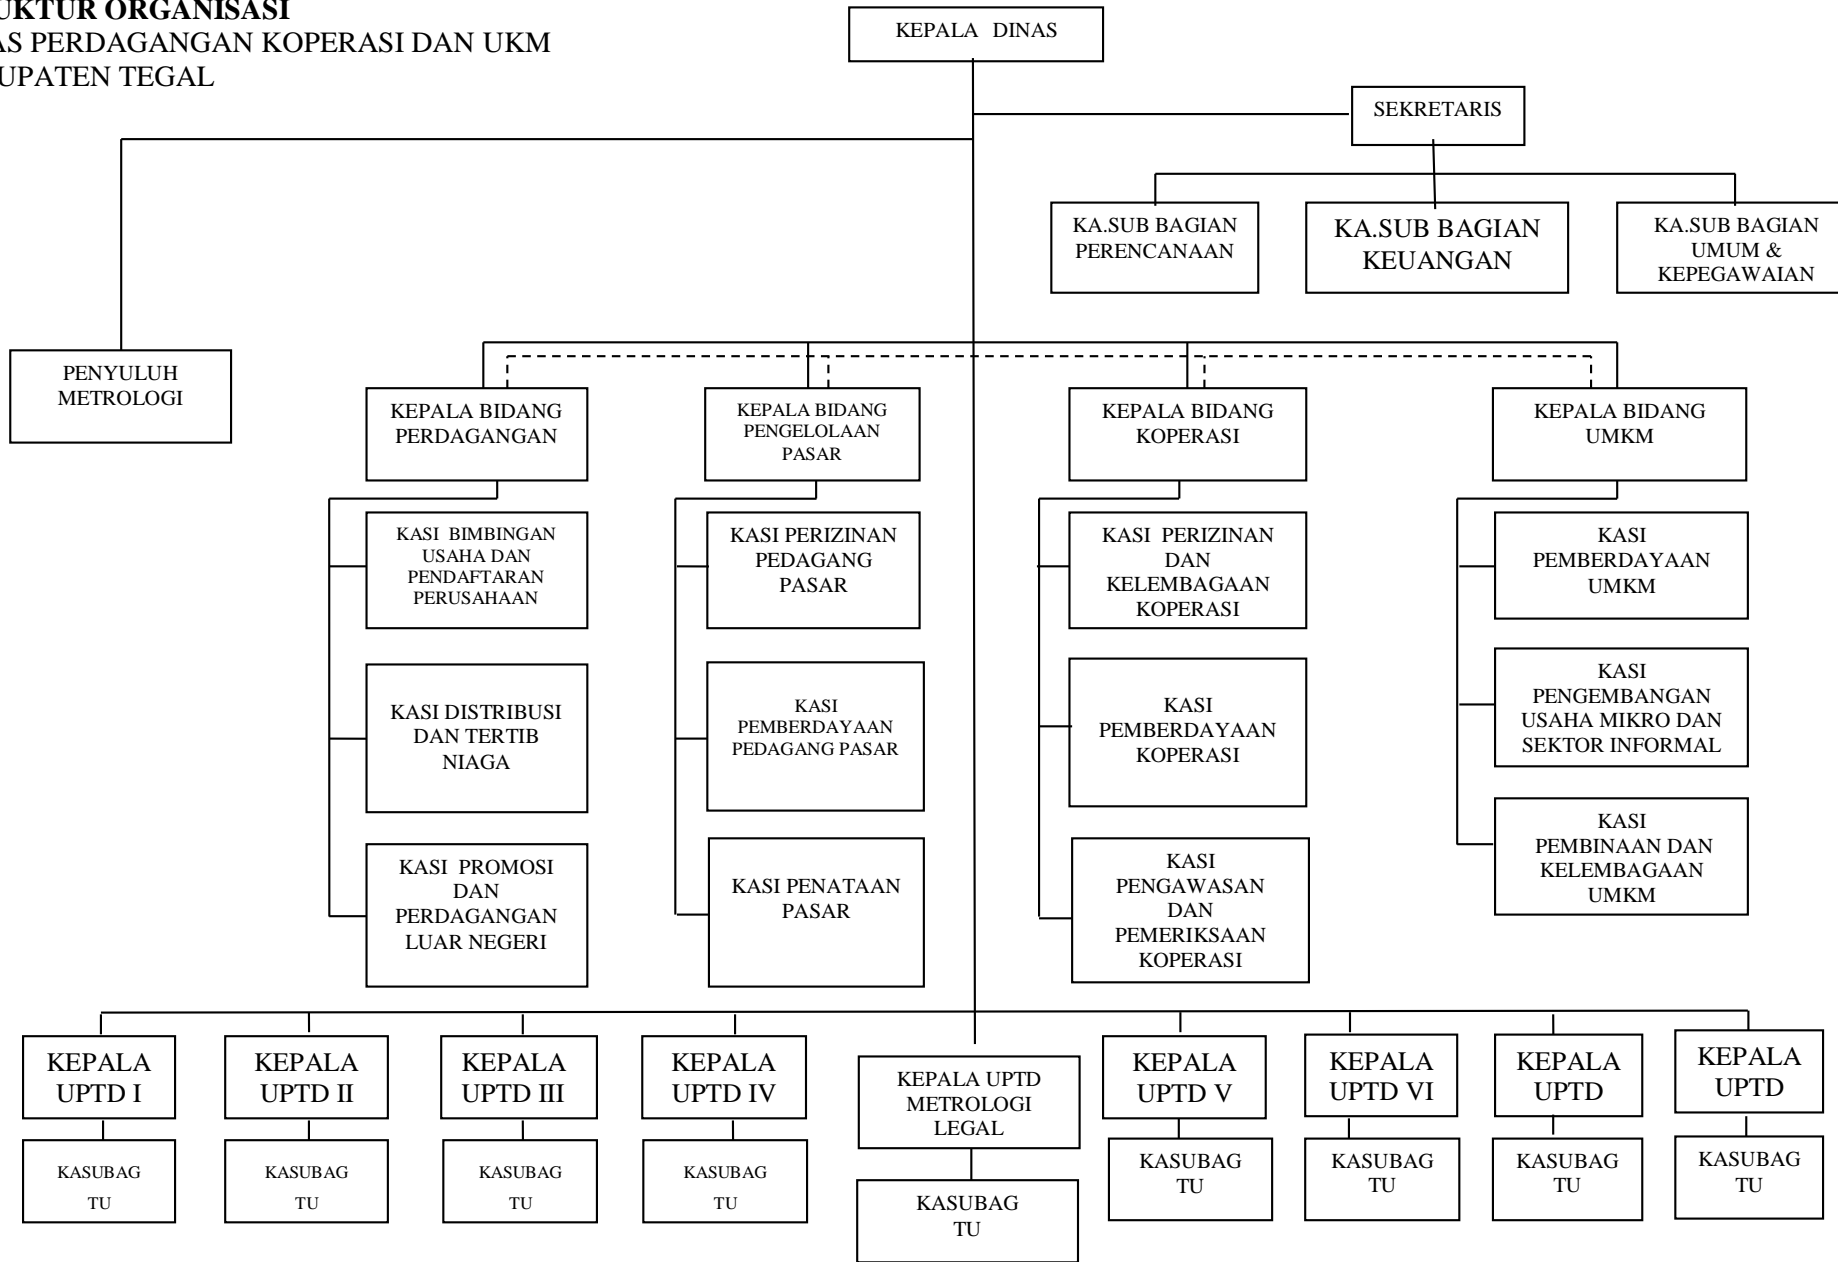 UKTUR ORGANISASI
AS PERDAGANGAN KOPERASI DAN UKM
UPATEN TEGAL
KEPALA DINAS
SEKRETARIS
KA.SUB BAGIAN
PERENCANAAN
KA.SUB BAGIAN
KEUANGAN
KA.SUB BAGIAN
UMUM &
KEPEGAWAIAN
PENYULUH
METROLOGI
KEPALA BIDANG
PERDAGANGAN
KEPALA BIDANG
PENGELOLAAN
PASAR
KEPALA BIDANG
KOPERASI
KEPALA BIDANG
UMKM
KASI BIMBINGAN
USAHA DAN
PENDAFTARAN
PERUSAHAAN
KASI PERIZINAN
PEDAGANG
PASAR
KASI PERIZINAN
DAN
KELEMBAGAAN
KOPERASI
KASI
PEMBERDAYAAN
UMKM
KASI DISTRIBUSI
DAN TERTIB
NIAGA
KASI
PEMBERDAYAAN
PEDAGANG PASAR
KASI
PEMBERDAYAAN
KOPERASI
KASI
PENGEMBANGAN
USAHA MIKRO DAN
SEKTOR INFORMAL
KASI PROMOSI
DAN
PERDAGANGAN
LUAR NEGERI
KASI PENATAAN
PASAR
KASI
PENGAWASAN
DAN
PEMERIKSAAN
KOPERASI
KASI
PEMBINAAN DAN
KELEMBAGAAN
UMKM
KEPALA
UPTD I
KEPALA
UPTD II
KEPALA
UPTD III
KEPALA
UPTD IV
KEPALA UPTD
METROLOGI
LEGAL
KEPALA
UPTD V
KEPALA
UPTD VI
KEPALA
UPTD
KEPALA
UPTD
KASUBAG
TU
KASUBAG
TU
KASUBAG
TU
KASUBAG
TU
KASUBAG
TU
KASUBAG
TU
KASUBAG
TU
KASUBAG
TU
KASUBAG
TU